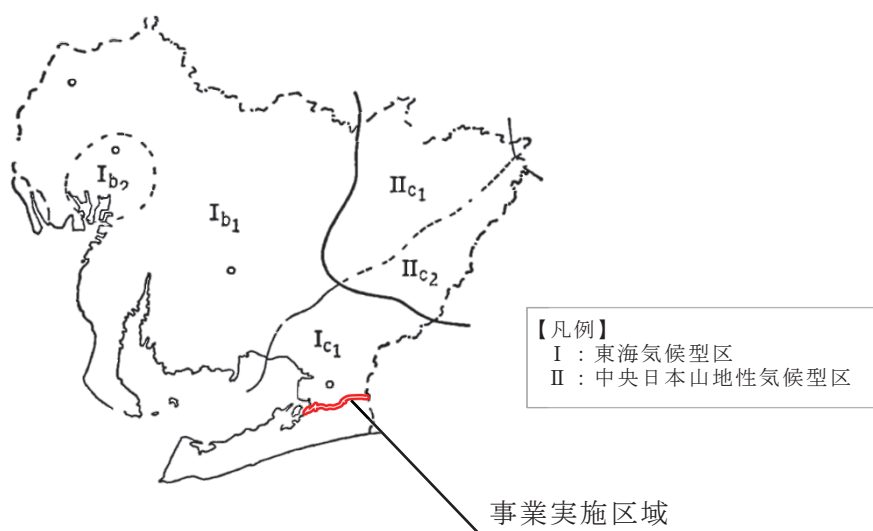 Ib₂
Ib₁
IIc₁
IIc₂
Ic₁
【凡例】
Ⅰ：東海気候型区
Ⅱ：中央日本山地性気候型区
事業実施区域